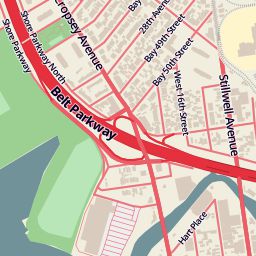 Shore Parkway
Shore Parkway North
Cropsey Avenue
28th Avenue
Bay 49th Street
Bay 50th Street
West 16th Street
Stillwell Avenue
Belt Parkway
Hart Place